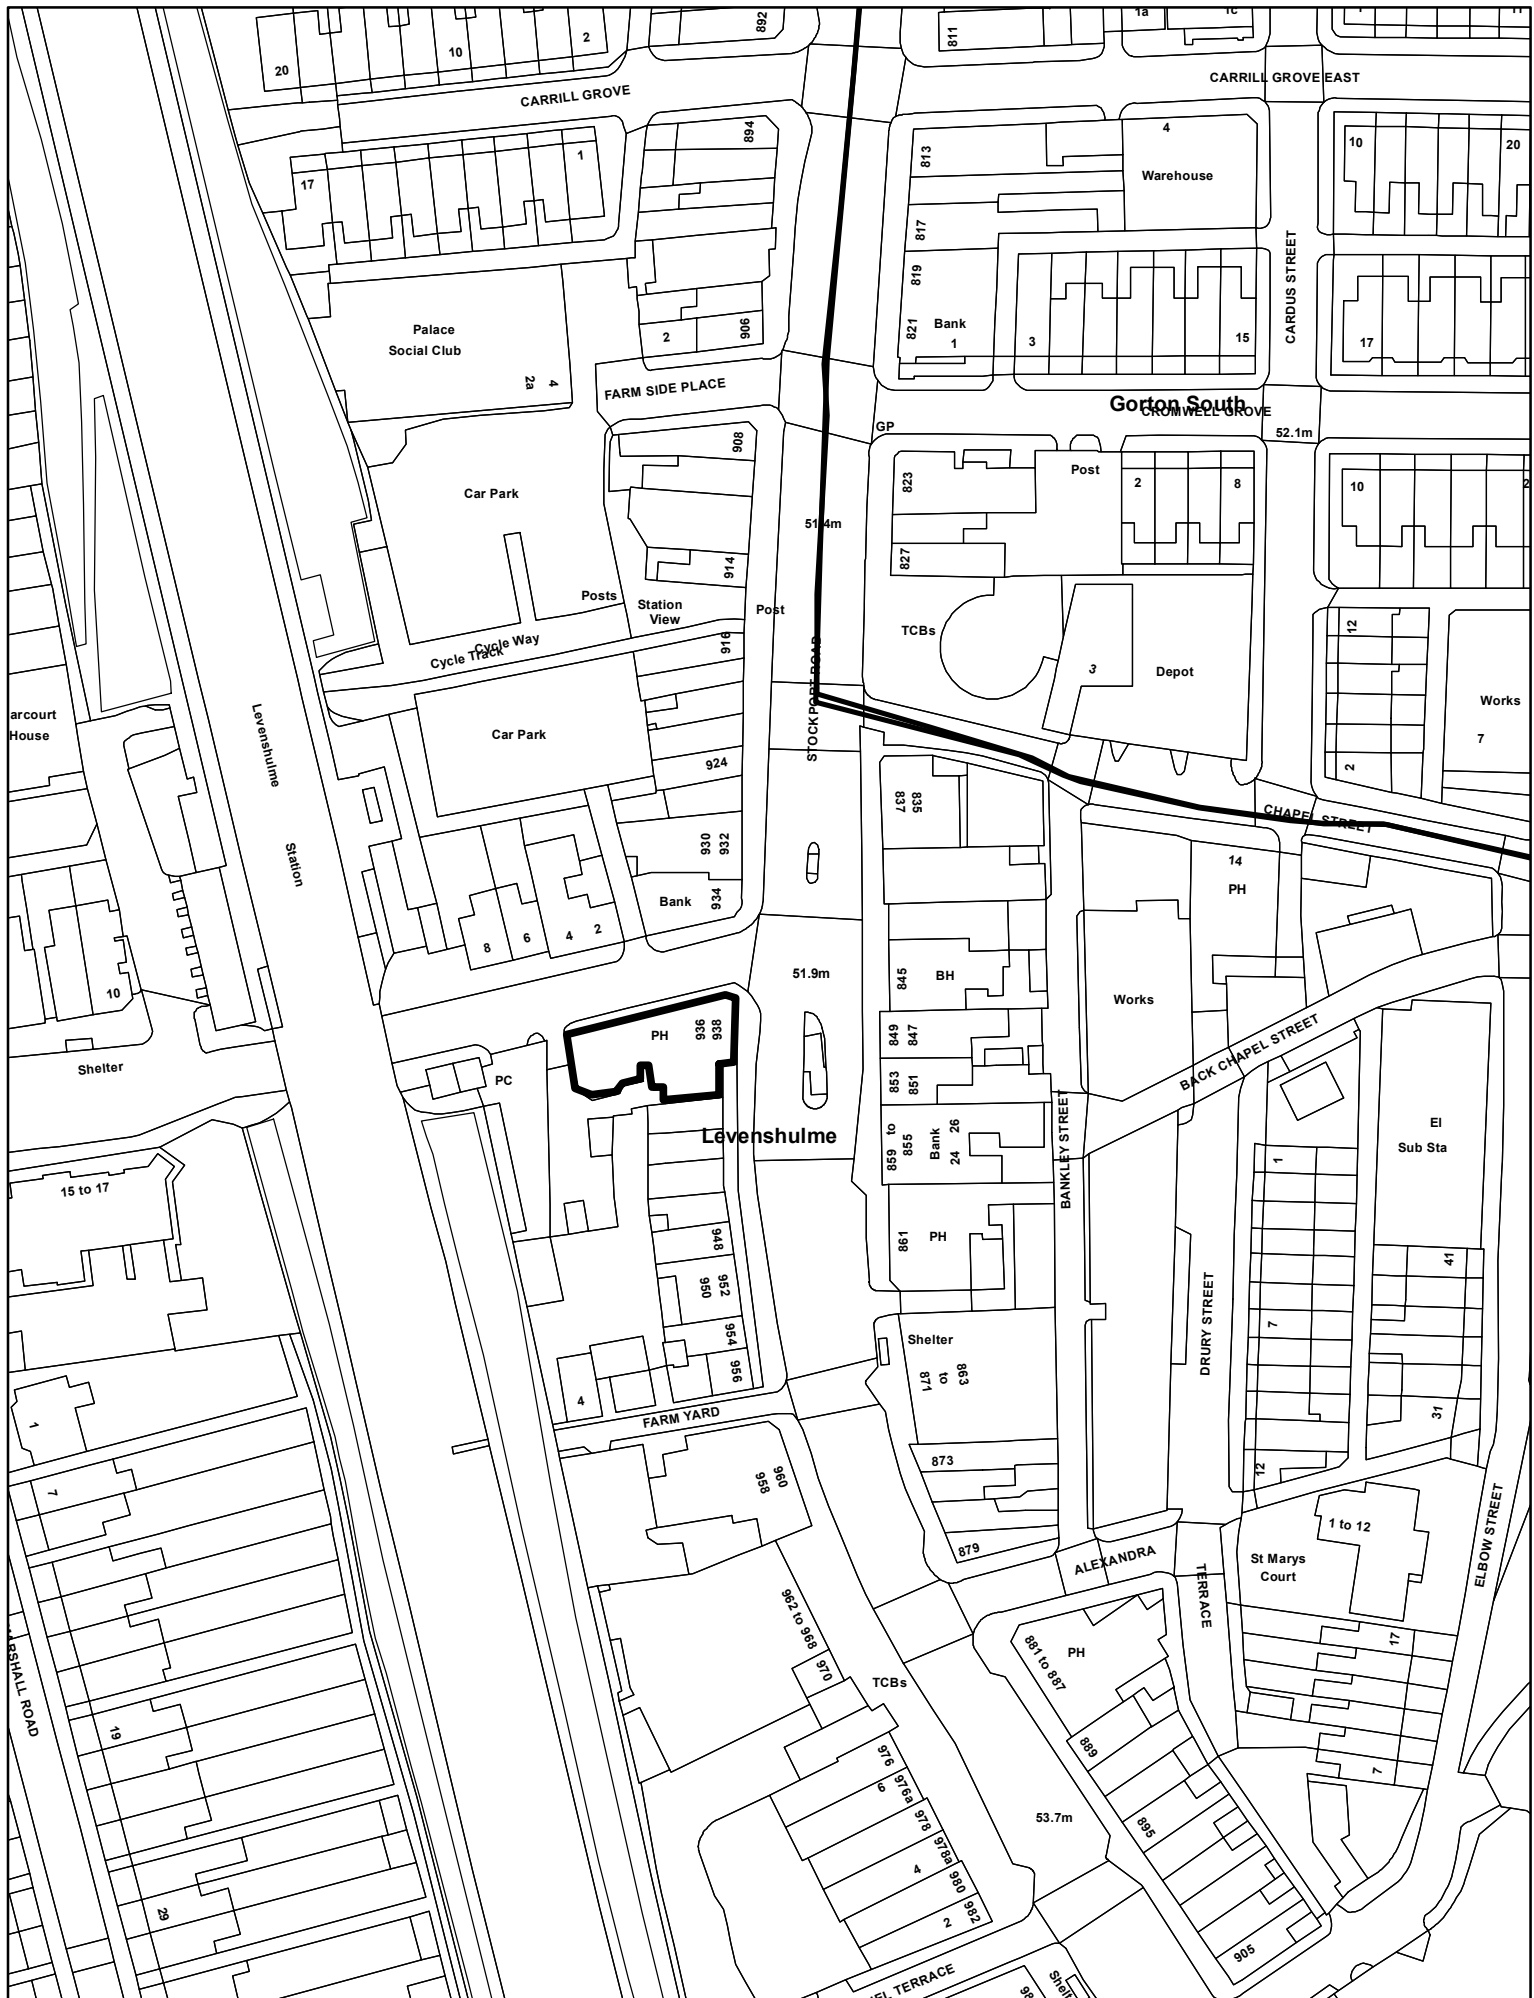 892
2
10
20
811
1a
1c
11
CARRILL GROVE EAST
CARRILL GROVE
894
813
4
Warehouse
10
20
1
17
817
819
821
Bank
1
3
15
CARDUS STREET
17
Palace
Social Club
2a
4
2
906
FARM SIDE PLACE
Gorton South
CROMWELL GROVE
52.1m
GP
908
823
Post
2
8
10
2
Car Park
51.4m
827
914
Posts
Station
View
Post
TCBs
3
Depot
12
Works
7
2
Cycle Way
Cycle Track
916
STOCKPORT ROAD
arcourt
House
Levenshulme
Station
Car Park
924
837
835
CHAPEL STREET
930
932
14
PH
Bank
934
8
6
4
2
10
51.9m
845
BH
Works
PH
936
938
849
847
BACK CHAPEL STREET
Shelter
PC
853
851
Levenshulme
859 to
855
Bank
26
24
BANKLEY STREET
El
Sub Sta
1
15 to 17
861
PH
948
950
952
41
DRURY STREET
7
954
956
Shelter
863
to
871
4
FARM YARD
31
1
7
873
958
960
12
879
ALEXANDRA
TERRACE
1 to 12
St Marys
Court
ELBOW STREET
962 to 968
970
TCBs
881 to 887
PH
17
ARSHALL ROAD
19
889
7
976
976a
6
978
978a
4
980
982
2
53.7m
895
29
905
EL TERRACE
98
Shel